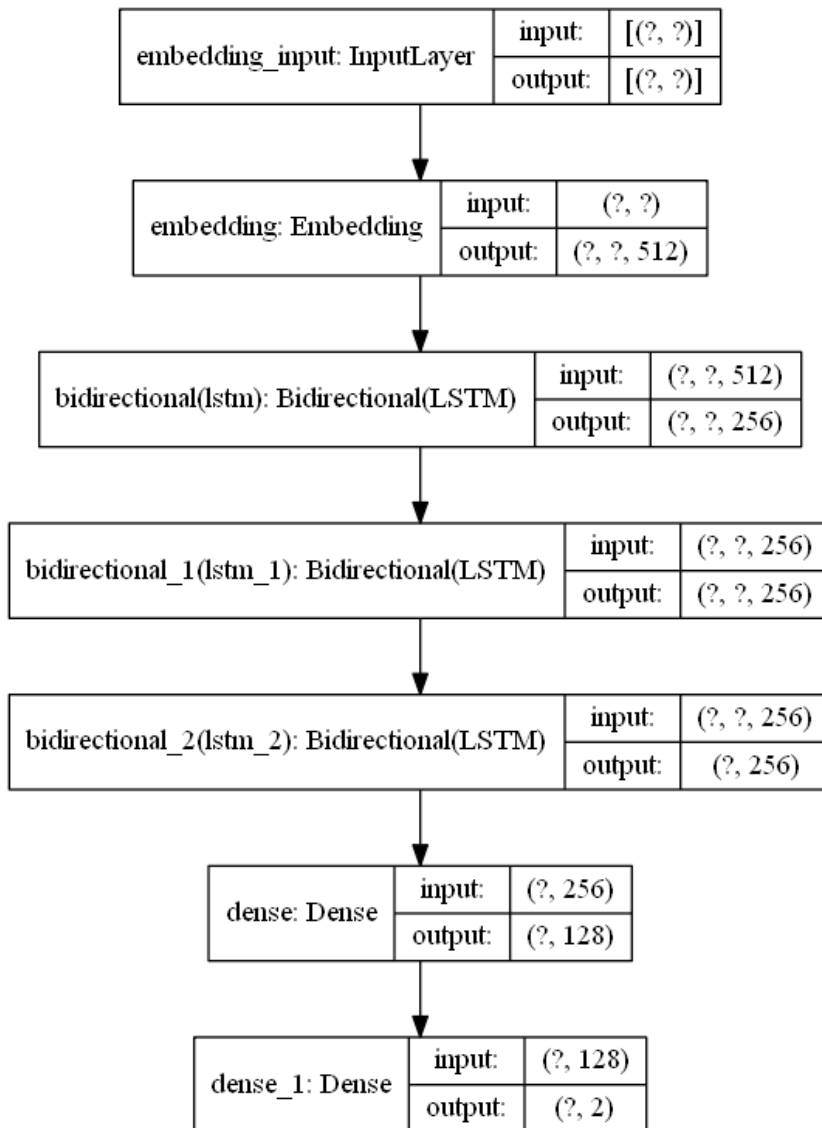 embedding_input: InputLayer
input: [(?, ?)]
output: [(?, ?)]
embedding: Embedding
input: (?, ?)
output: (?, ?, 512)
bidirectional(lstm): Bidirectional(LSTM)
input: (?, ?, 512)
output: (?, ?, 256)
bidirectional_1(lstm_1): Bidirectional(LSTM)
input: (?, ?, 256)
output: (?, ?, 256)
bidirectional_2(lstm_2): Bidirectional(LSTM)
input: (?, ?, 256)
output: (?, 256)
dense: Dense
input: (?, 256)
output: (?, 128)
dense_1: Dense
input: (?, 128)
output: (?, 2)